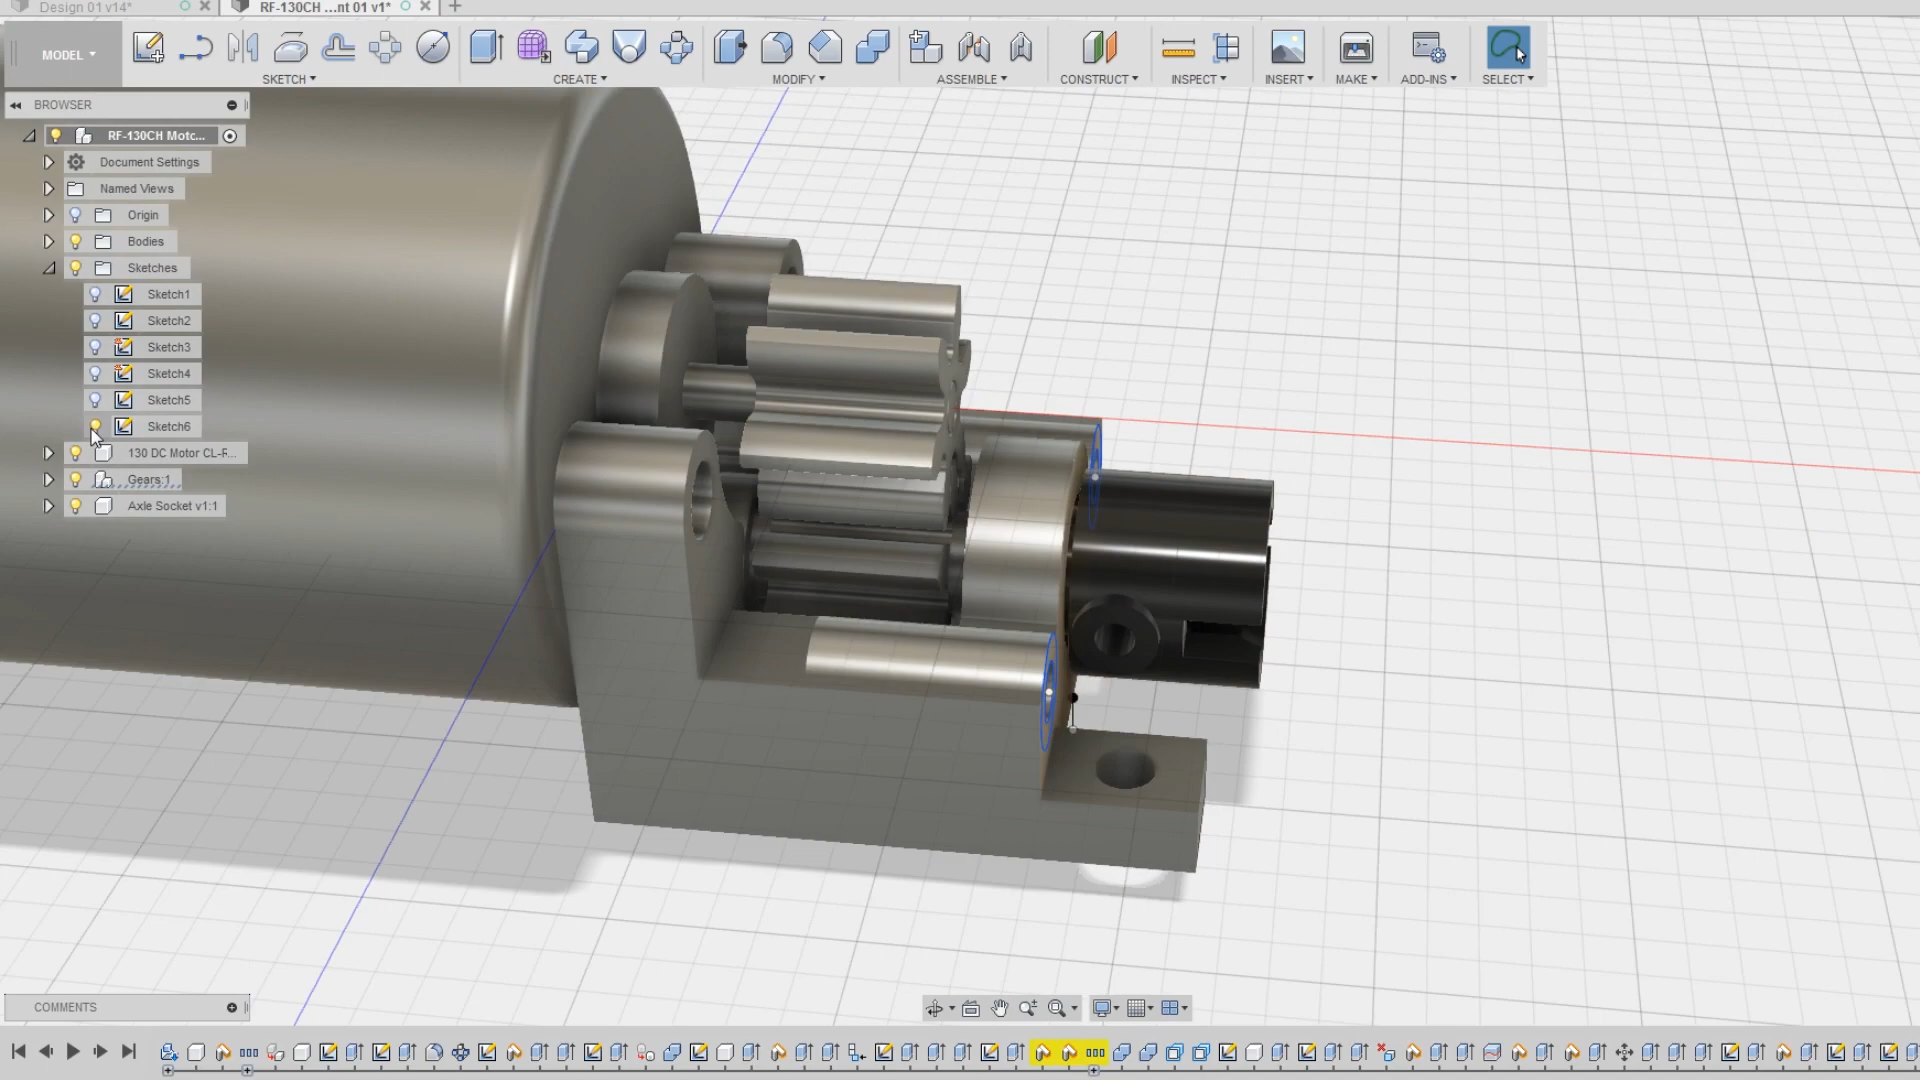 Design 01 v14*
RF-130CH ...nt 01 v1*
MODEL
SKETCH
CREATE
MODIFY
ASSEMBLE
CONSTRUCT
INSPECT
INSERT
MAKE
ADD-INS
SELECT
BROWSER
RF-130CH Motc...
Document Settings
Named Views
Origin
Bodies
Sketches
Sketch1
Sketch2
Sketch3
Sketch4
Sketch5
Sketch6
130 DC Motor CL-R...
Gears:1
Axle Socket v1:1
COMMENTS